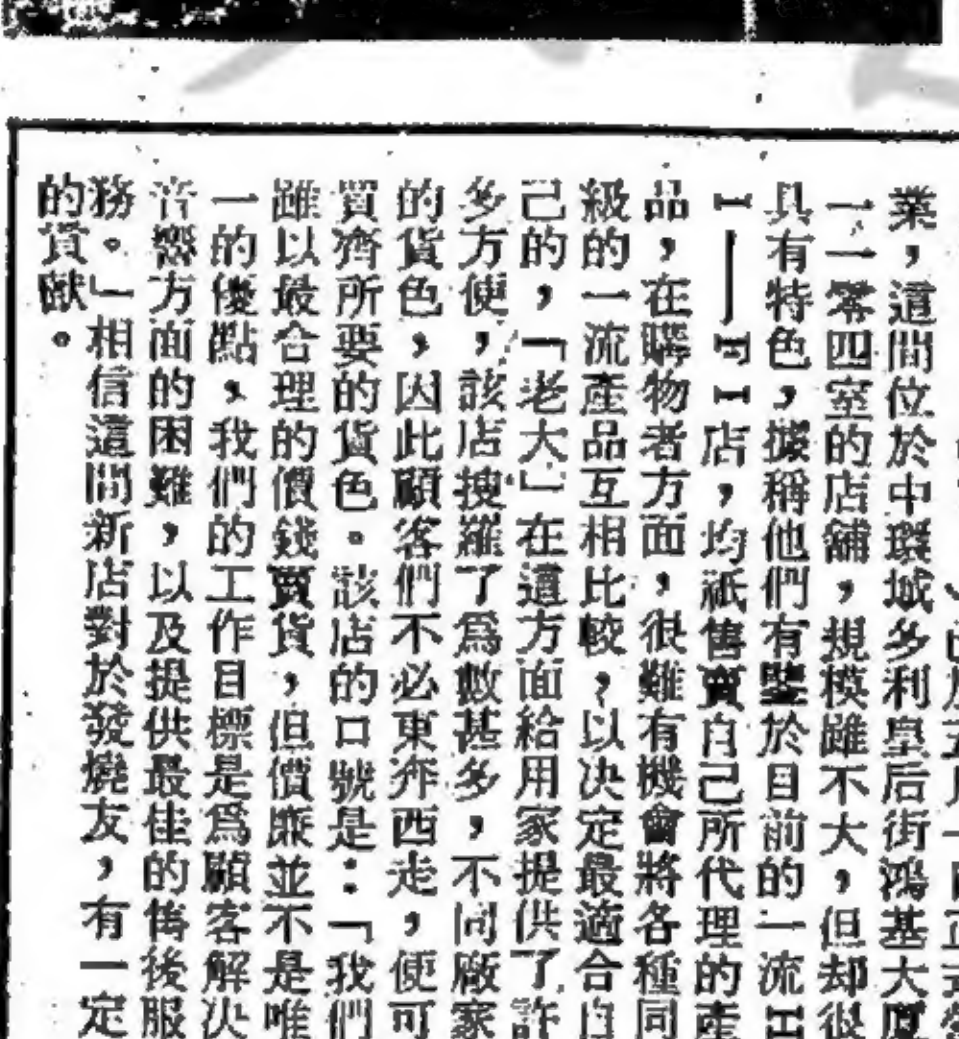 業，這間位於中環域多利皇后街鴻基大厦
一一零四室的店舖，規模雖不大，但却很
具有特色，據稱他們有鑒於目前的一流H
I——FI店，均祇售賣自己所代理的產
品，在購物者方面，很難有機會將各種同
級的一流產品互相比較，以决定最適合自
己的，「老大」在這方面給用家提供了許
多方便，該店搜羅了爲數甚多，不同廠家
的貨色，因此顧客們不必東奔西走，便可
買齊所要的貨色。該店的口號是：「我們
雖以最合理的價錢賣貨，但價廉並不是唯
一的優點，我們的工作目標是爲顧客解决
音響方面的困難，以及提供最佳的售後服
務。」相信這間新店對於發燒友，有一定
的貢獻。